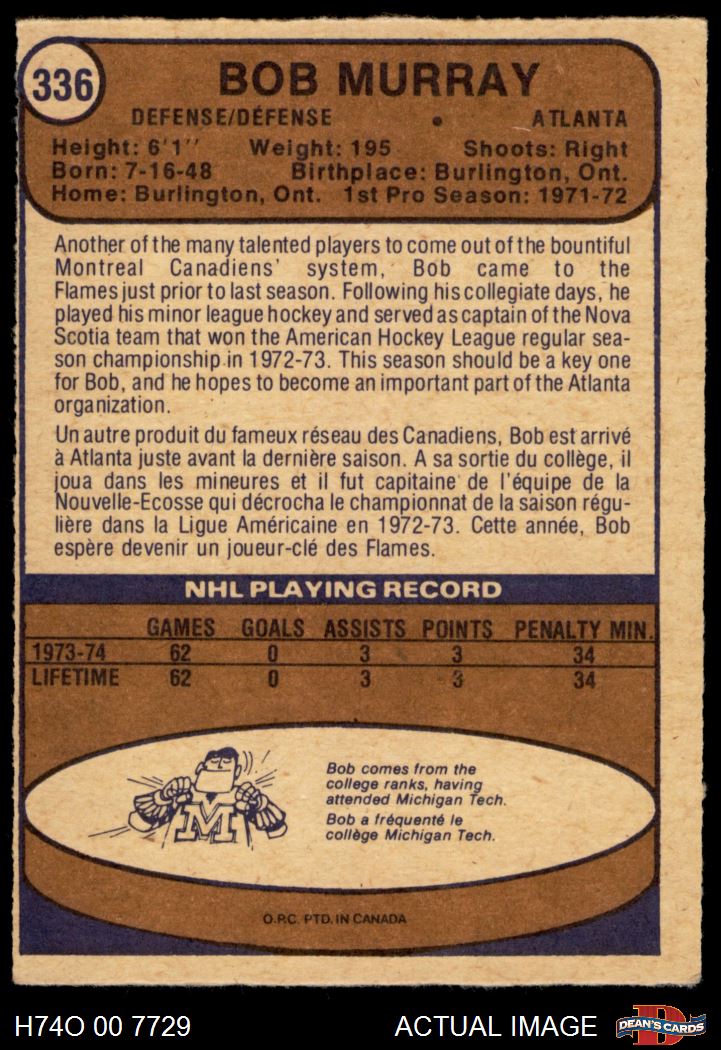 336
BOB MURRAY
DEFENSE/DÉFENSE • ATLANTA
Height: 6'1'' Weight: 195 Shoots: Right
Born: 7-16-48 Birthplace: Burlington, Ont.
Home: Burlington, Ont. 1st Pro Season: 1971-72
Another of the many talented players to come out of the bountiful
Montreal Canadiens' system, Bob came to the
Flames just prior to last season. Following his collegiate days, he
played his minor league hockey and served as captain of the Nova
Scotia team that won the American Hockey League regular sea-
son championship in 1972-73. This season should be a key one
for Bob, and he hopes to become an important part of the Atlanta
organization.
Un autre produit du fameux réseau des Canadiens, Bob est arrivé
à Atlanta juste avant la dernière saison. A sa sortie du collège, il
joua dans les mineures et il fut capitaine de l'équipe de la
Nouvelle-Ecosse qui décrocha le championnat de la saison régu-
lière dans la Ligue Américaine en 1972-73. Cette année, Bob
espère devenir un joueur-clé des Flames.
NHL PLAYING RECORD
GAMES GOALS ASSISTS POINTS PENALTY MIN.
1973-74 62 0 3 3 34
LIFETIME 62 0 3 3 34
M
Bob comes from the
college ranks, having
attended Michigan Tech.
Bob a fréquenté le
collège Michigan Tech.
O.P.C. PTD. IN CANADA
H74O 00 7729
ACTUAL IMAGE
D
DEAN'S CARDS